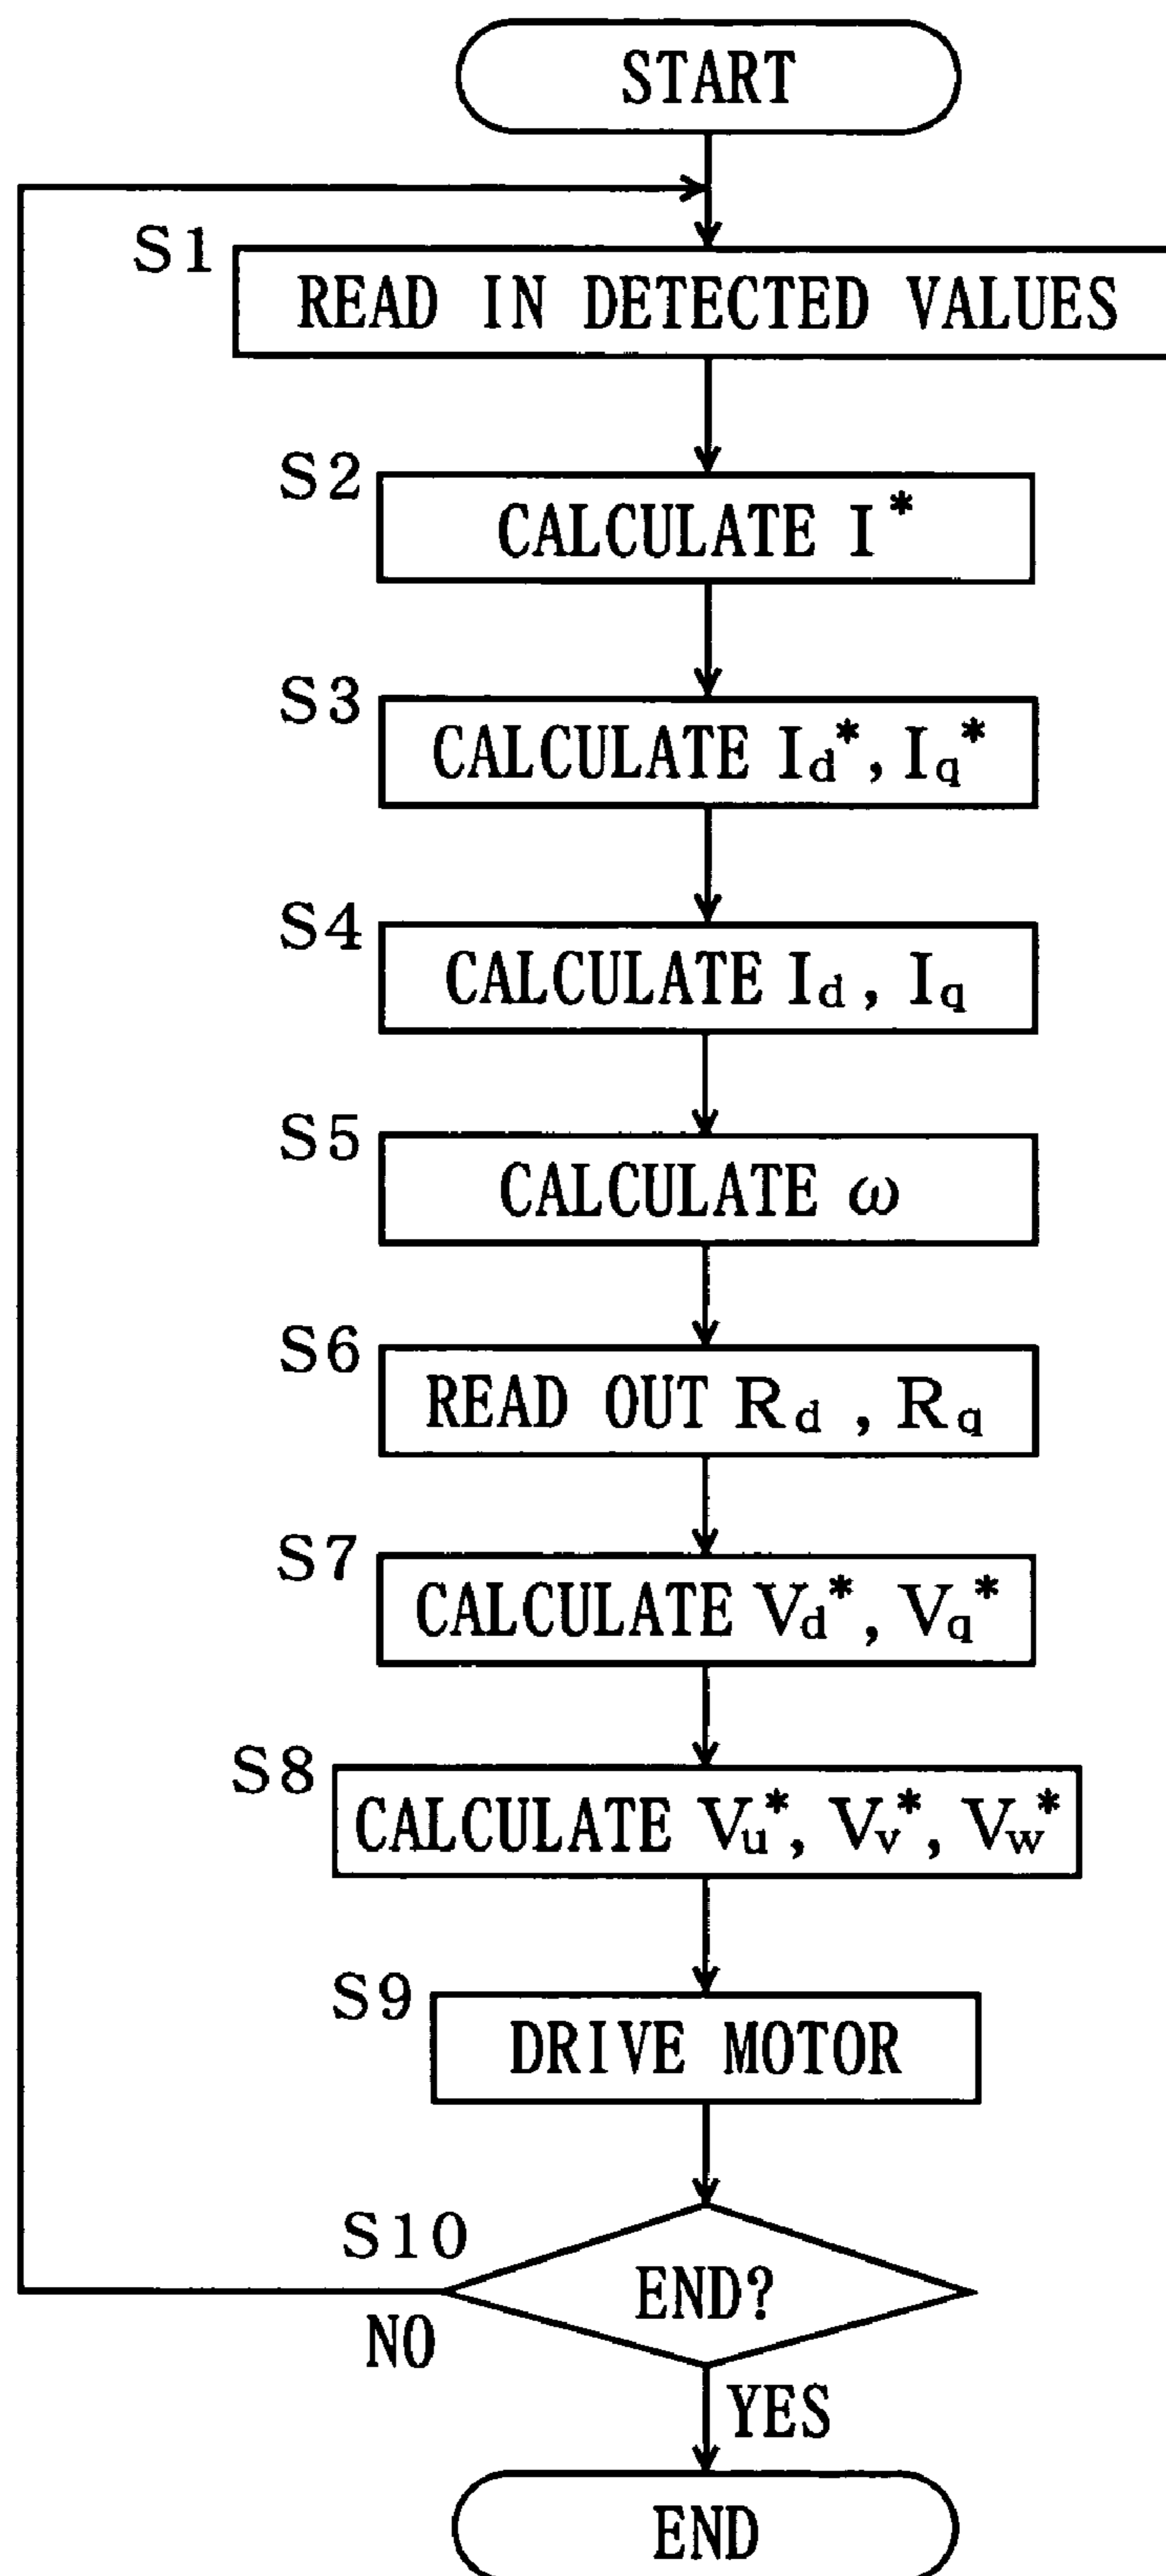 START
S1
READ IN DETECTED VALUES
S2
CALCULATE I*
S3
CALCULATE Id*, Iq*
S4
CALCULATE Id, Iq
S5
CALCULATE ω
S6
READ OUT Rd, Rq
S7
CALCULATE Vd*, Vq*
S8
CALCULATE Vu*, Vv*, Vw*
S9
DRIVE MOTOR
S10
END?
NO
YES
END